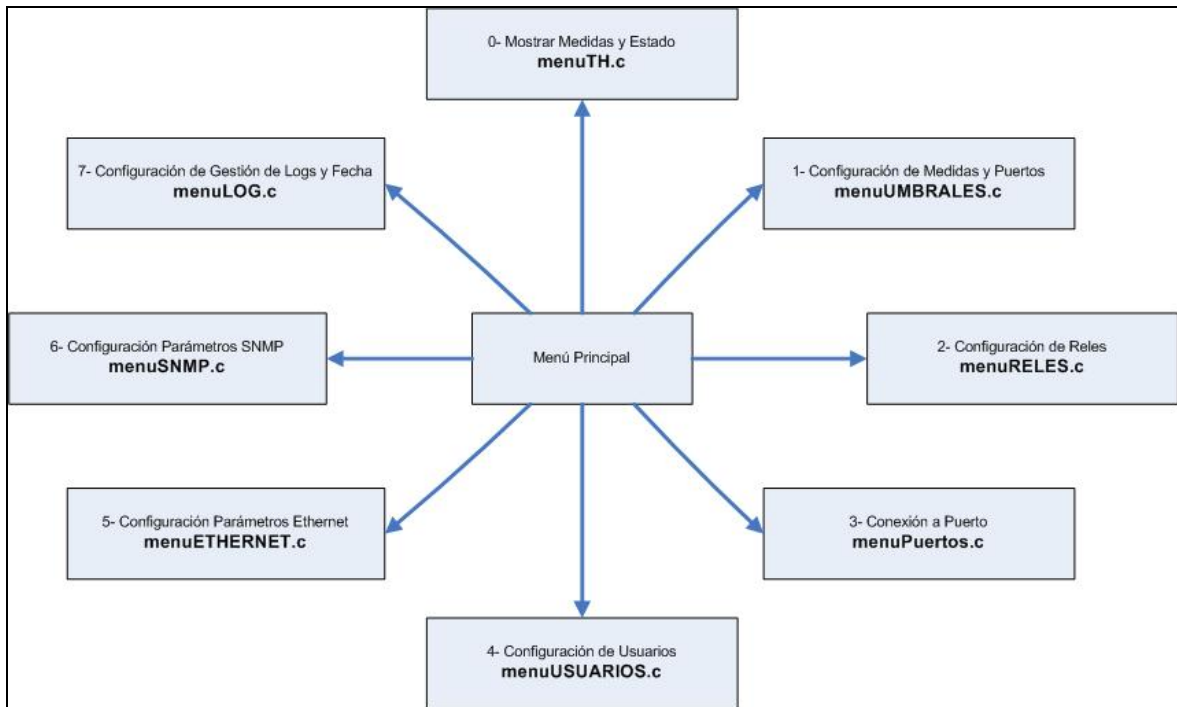 0- Mostrar Medidas y Estado
menuTH.c
7- Configuración de Gestión de Logs y Fecha
menuLOG.c
1- Configuración de Medidas y Puertos
menuUMBRALES.c
6- Configuración Parámetros SNMP
menuSNMP.c
Menú Principal
2- Configuración de Reles
menuRELES.c
5- Configuración Parámetros Ethernet
menuETHERNET.c
3- Conexión a Puerto
menuPuertos.c
4- Configuración de Usuarios
menuUSUARIOS.c